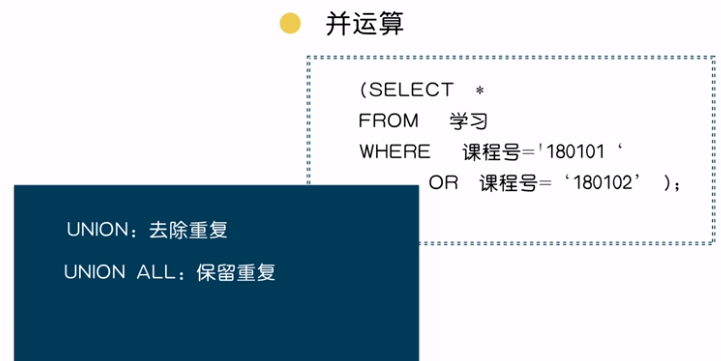 并运算
(SELECT *
FROM 学习
WHERE 课程号='180101 ‘
OR 课程号= ‘180102’ );
UNION: 去除重复
UNION ALL: 保留重复